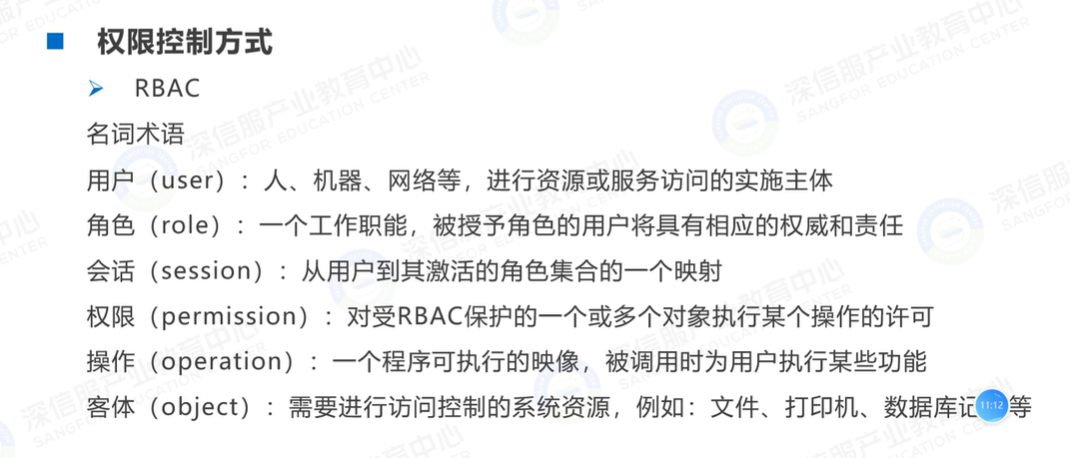 权限控制方式
RBAC
名词术语
用户（user）：人、机器、网络等，进行资源或服务访问的实施主体
角色（role）：一个工作职能，被授予角色的用户将具有相应的权威和责任
会话（session）：从用户到其激活的角色集合的一个映射
权限（permission）：对受RBAC保护的一个或多个对象执行某个操作的许可
操作（operation）：一个程序可执行的映像，被调用时为用户执行某些功能
客体（object）：需要进行访问控制的系统资源，例如：文件、打印机、数据库记 等
11:12
深信服产业教育中心
SANGFOR EDUCATION CENTER